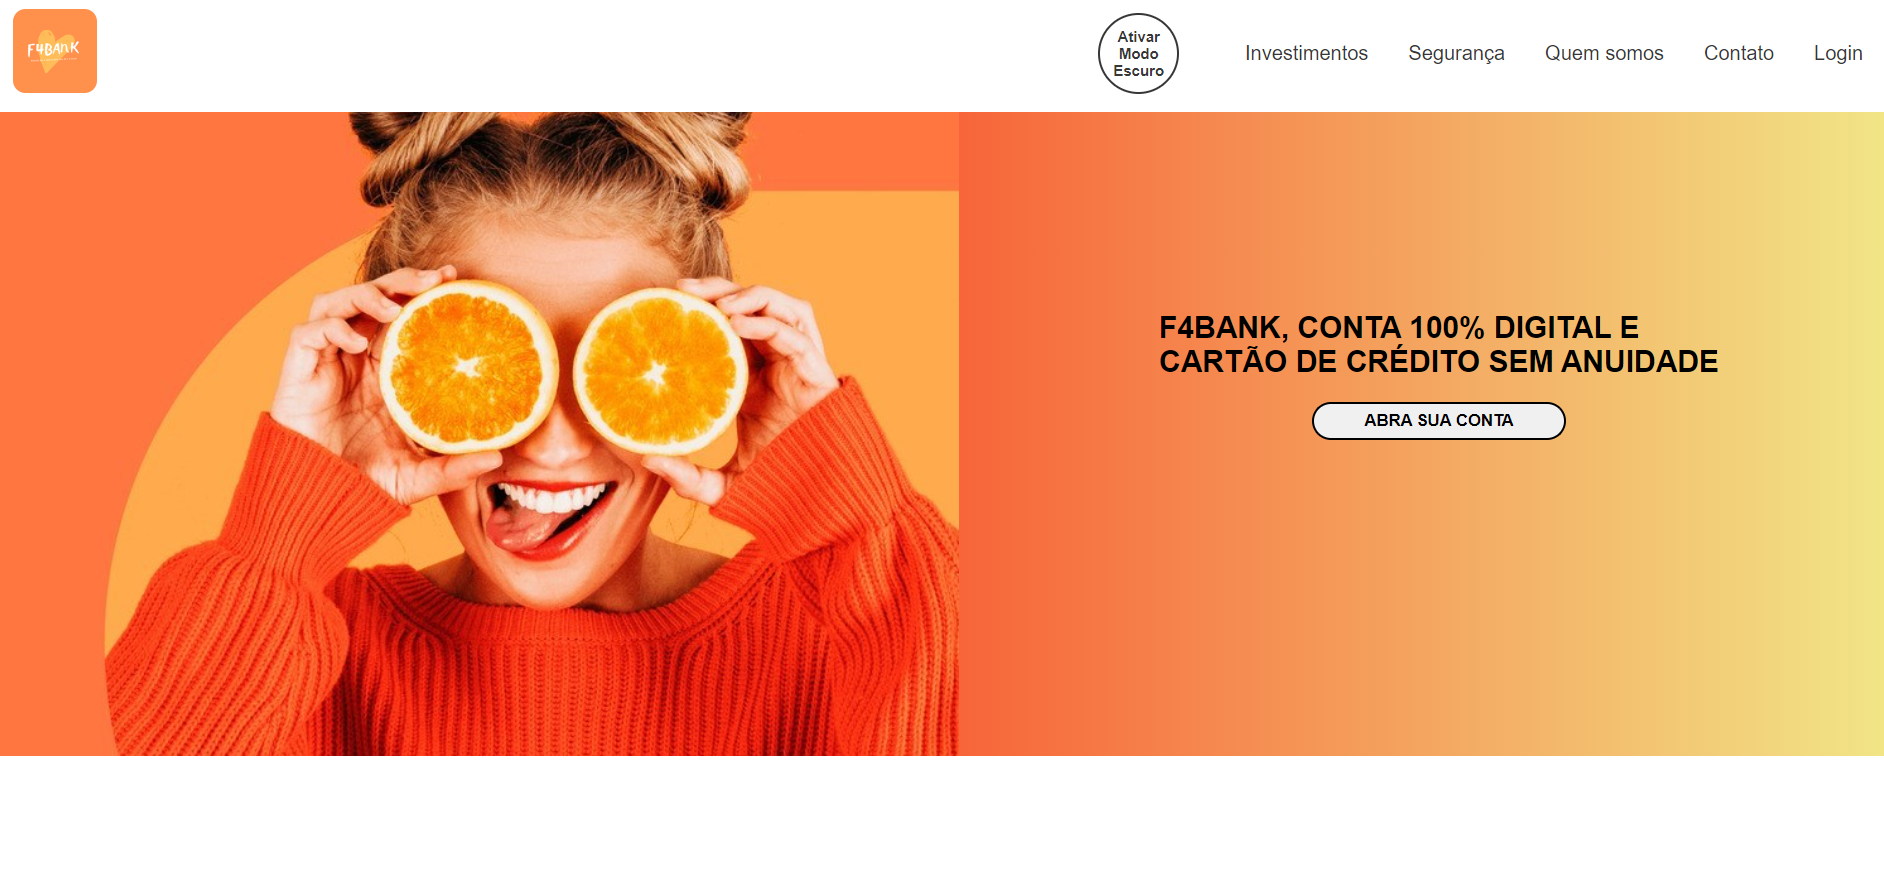 F4BANK
Ativar
Modo
Escuro
Investimentos
Segurança
Quem somos
Contato
Login
F4BANK, CONTA 100% DIGITAL E
CARTÃO DE CRÉDITO SEM ANUIDADE
ABRA SUA CONTA